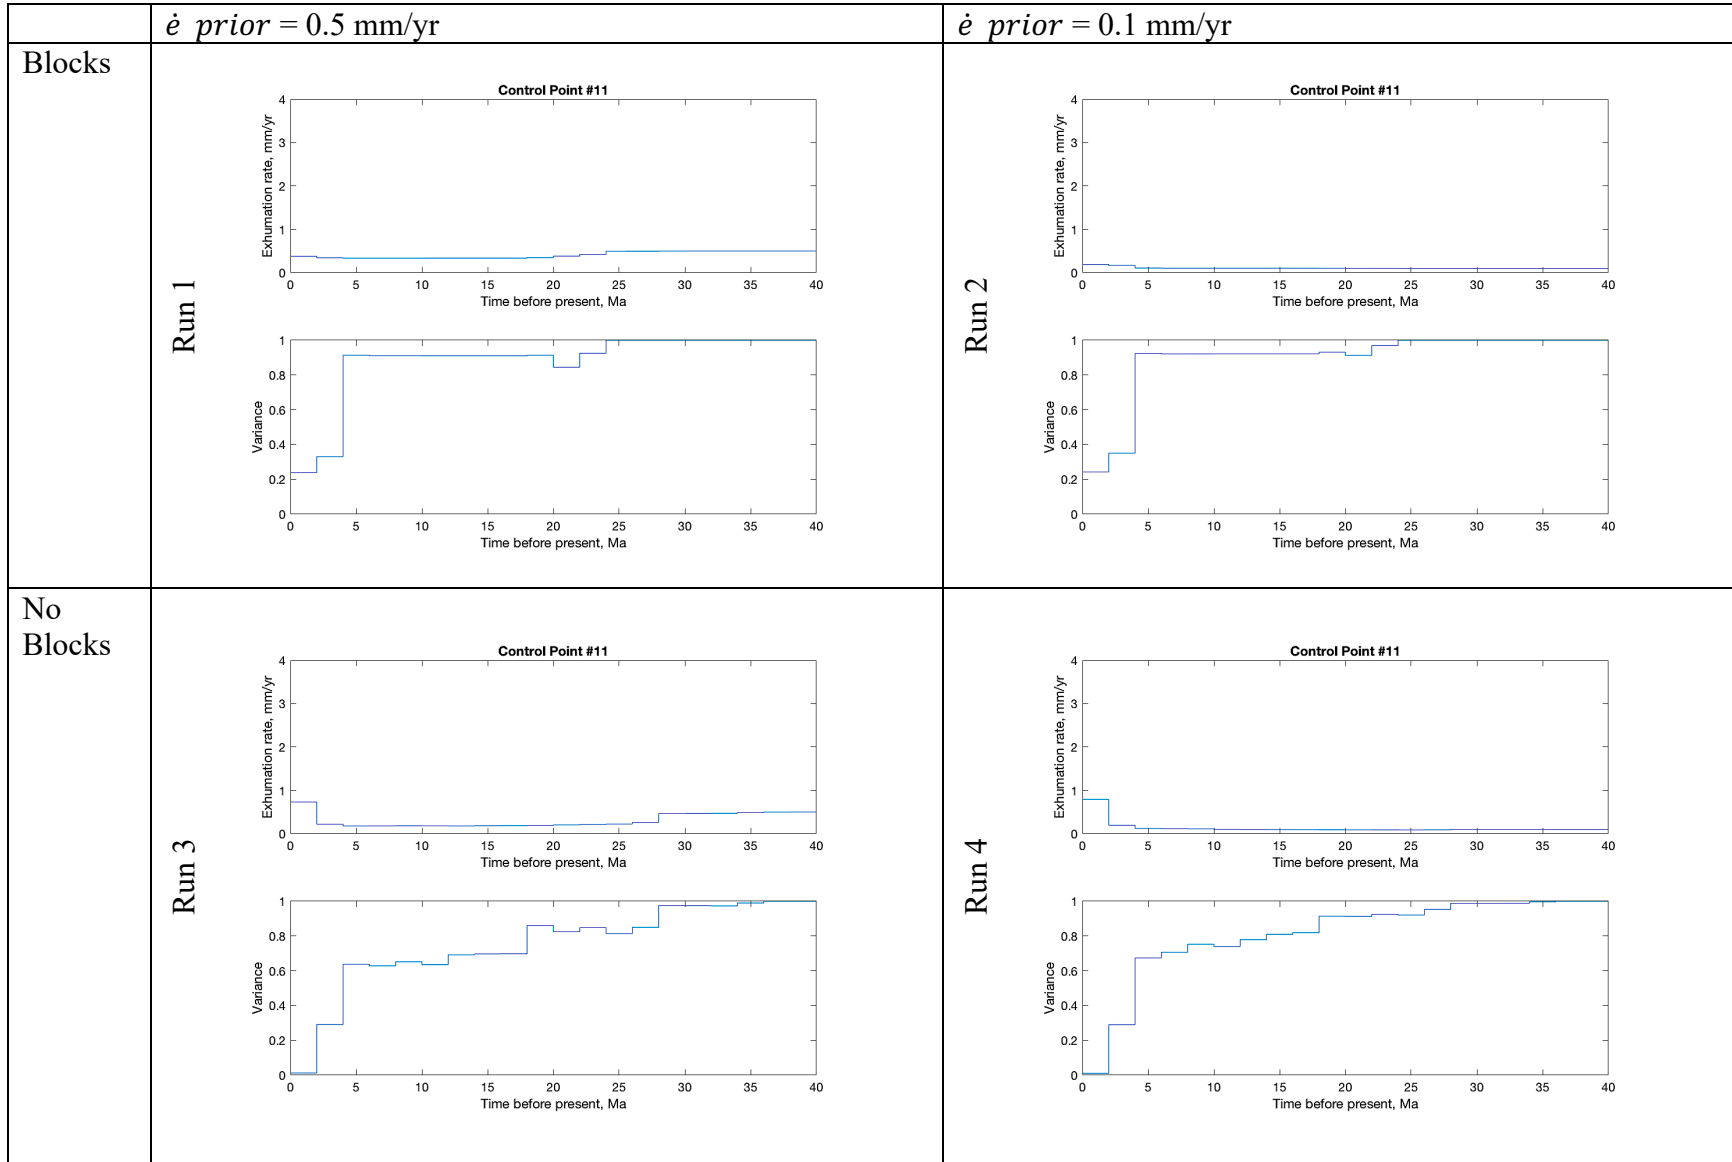 ė prior = 0.5 mm/yr
ė prior = 0.1 mm/yr
Blocks
Run 1
Control Point #11
Exhumation rate, mm/yr
4
3
2
1
0
0 5 10 15 20 25 30 35 40
Time before present, Ma
Variance
1
0.8
0.6
0.4
0.2
0
0 5 10 15 20 25 30 35 40
Time before present, Ma
Run 2
Control Point #11
Exhumation rate, mm/yr
4
3
2
1
0
0 5 10 15 20 25 30 35 40
Time before present, Ma
Variance
1
0.8
0.6
0.4
0.2
0
0 5 10 15 20 25 30 35 40
Time before present, Ma
No
Blocks
Run 3
Control Point #11
Exhumation rate, mm/yr
4
3
2
1
0
0 5 10 15 20 25 30 35 40
Time before present, Ma
Variance
1
0.8
0.6
0.4
0.2
0
0 5 10 15 20 25 30 35 40
Time before present, Ma
Run 4
Control Point #11
Exhumation rate, mm/yr
4
3
2
1
0
0 5 10 15 20 25 30 35 40
Time before present, Ma
Variance
1
0.8
0.6
0.4
0.2
0
0 5 10 15 20 25 30 35 40
Time before present, Ma